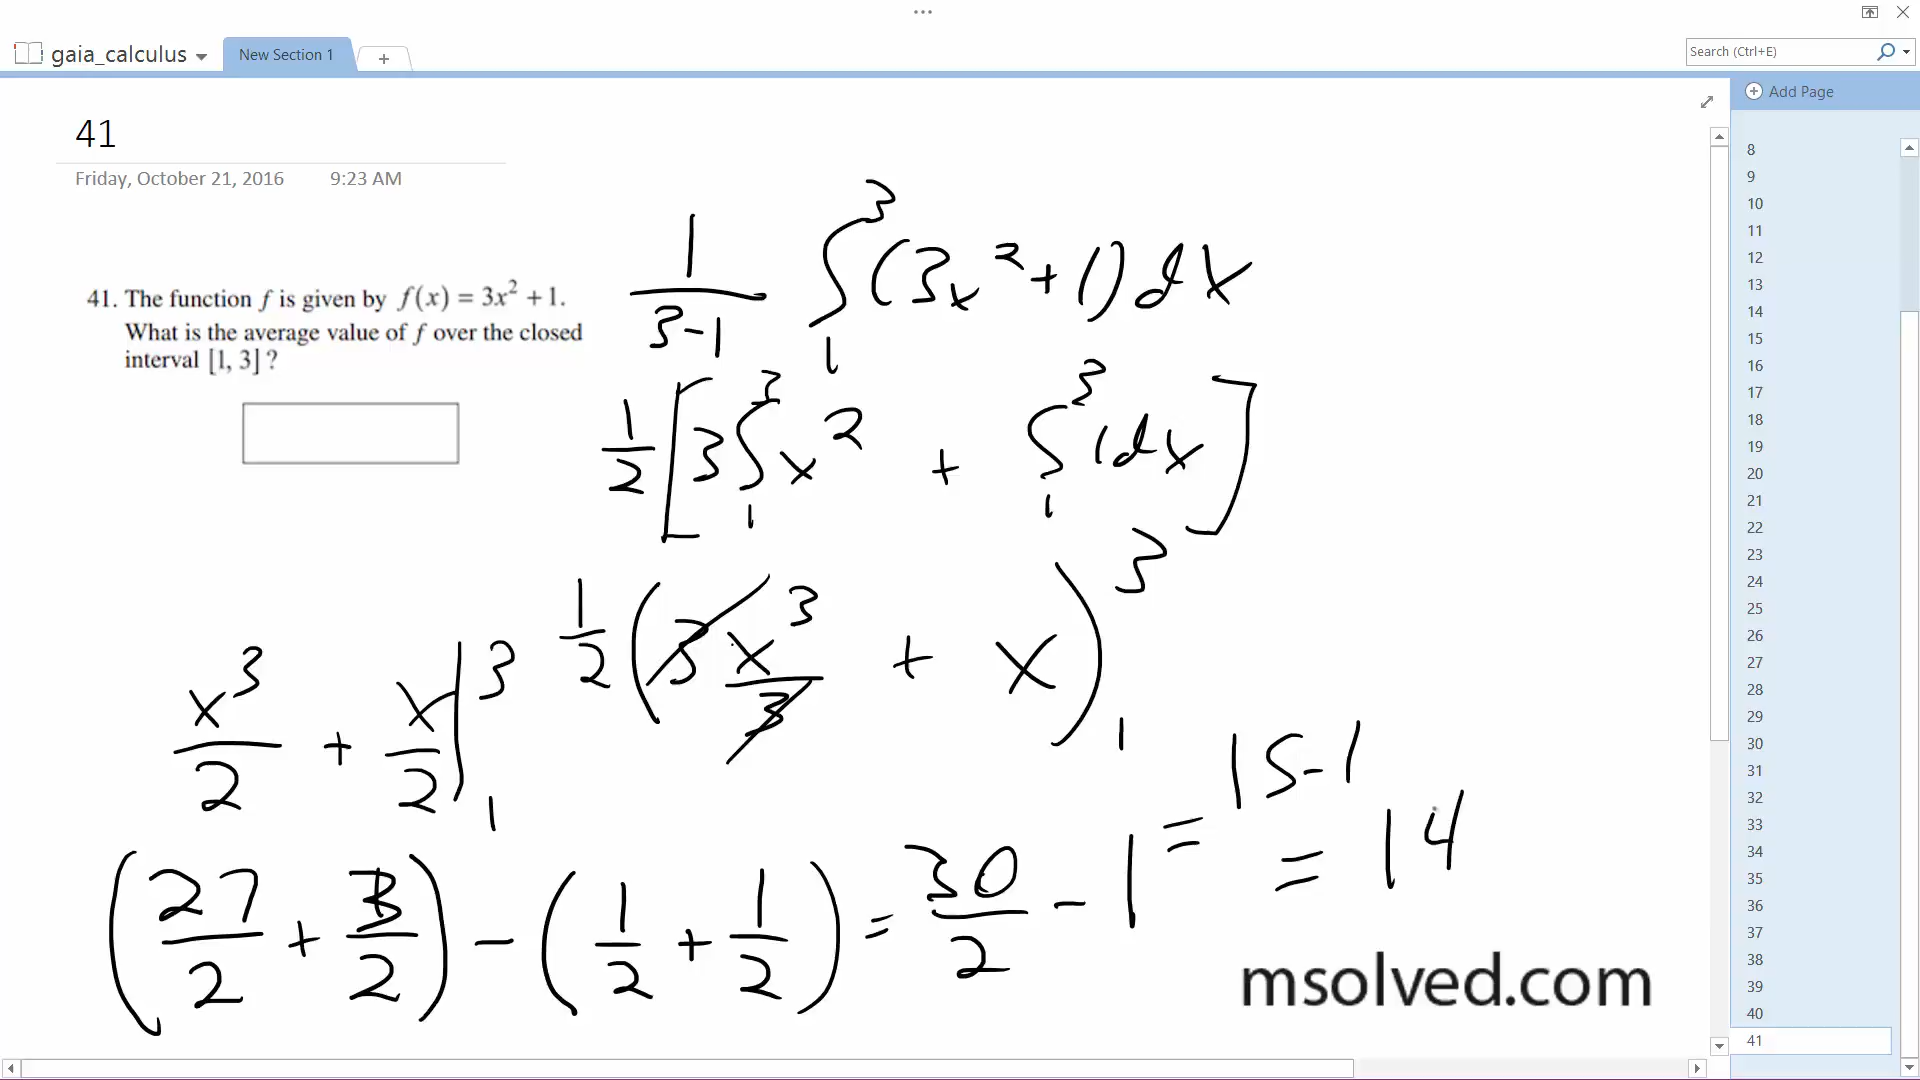 ...
gaia_calculus
New Section 1
+
Search (Ctrl+E)
Add Page
41
Friday, October 21, 2016 9:23 AM
41. The function f is given by f(x) = 3x² + 1.
What is the average value of f over the closed
interval [1, 3] ?
1/(3-1) ∫₁³ (3x² + 1) dx
1/2 [3 ∫₁³ x² + ∫₁³ 1dx]
1/2 (3 x³/3 + x)₁³
x³/2 + x/2 |₁³
(27/2 + 3/2) - (1/2 + 1/2) = 30/2 - 1 = 15-1
= 14
msolved.com
8
9
10
11
12
13
14
15
16
17
18
19
20
21
22
23
24
25
26
27
28
29
30
31
32
33
34
35
36
37
38
39
40
41